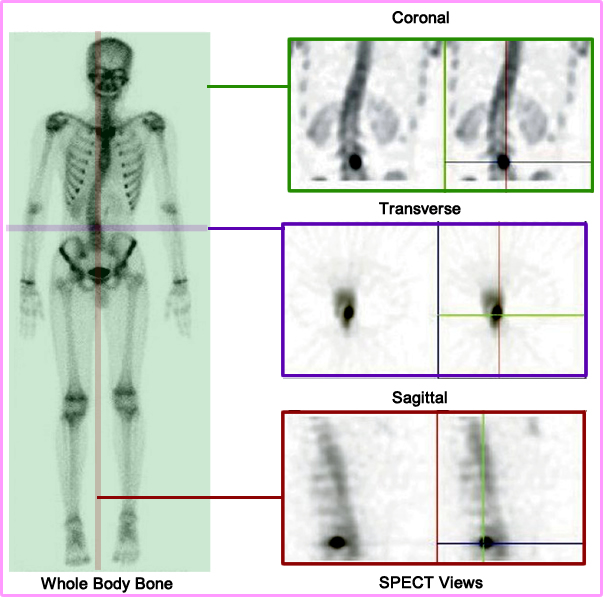 Coronal
Transverse
Sagittal
Whole Body Bone
SPECT Views